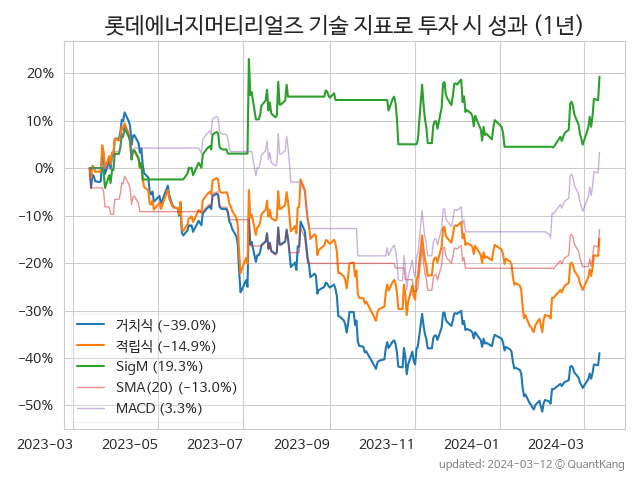 롯데에너지머티리얼즈 기술 지표로 투자 시 성과 (1년)
20%
10%
0%
−10%
−20%
−30%
−40%
−50%
거치식 (−39.0%)
적립식 (−14.9%)
SigM (19.3%)
SMA(20) (−13.0%)
MACD (3.3%)
2023−03 2023−05 2023−07 2023−09 2023−11 2024−01 2024−03
updated: 2024−03−12 © QuantKang